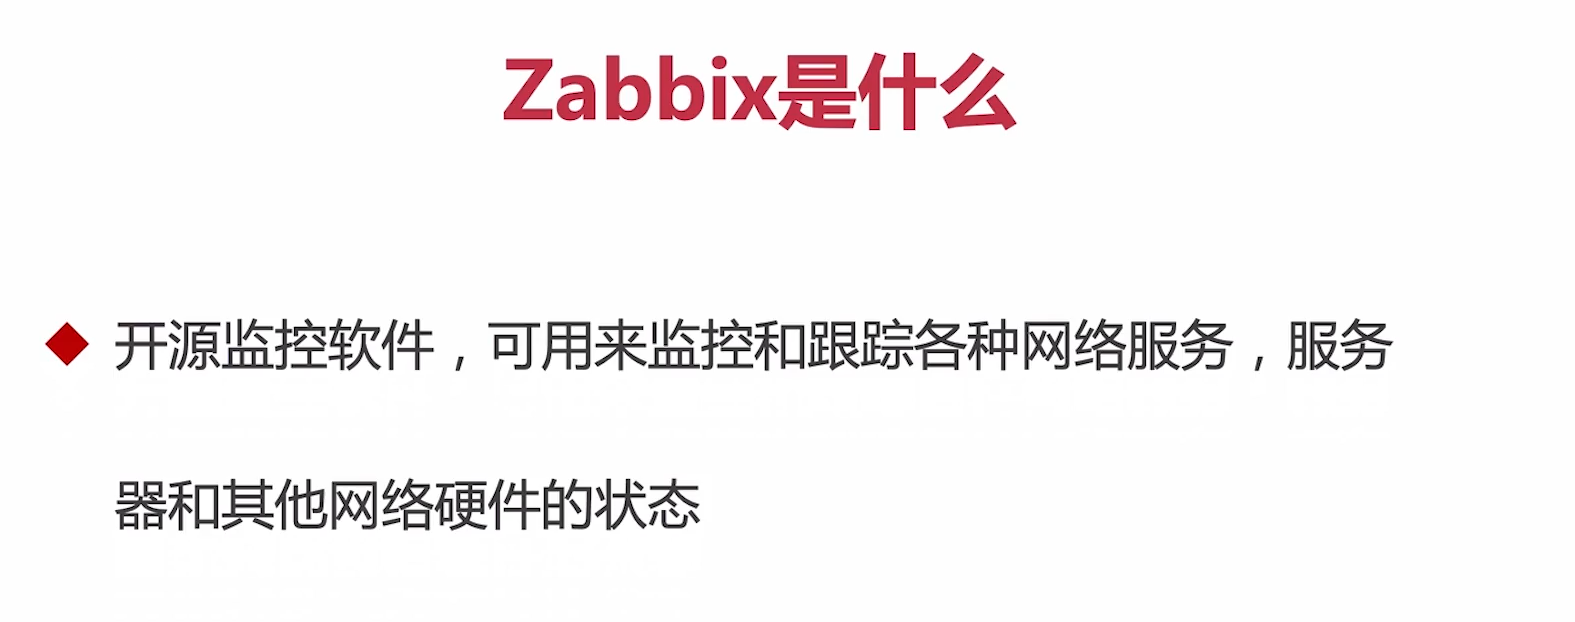 Zabbix是什么
开源监控软件，可用来监控和跟踪各种网络服务，服务
器和其他网络硬件的状态